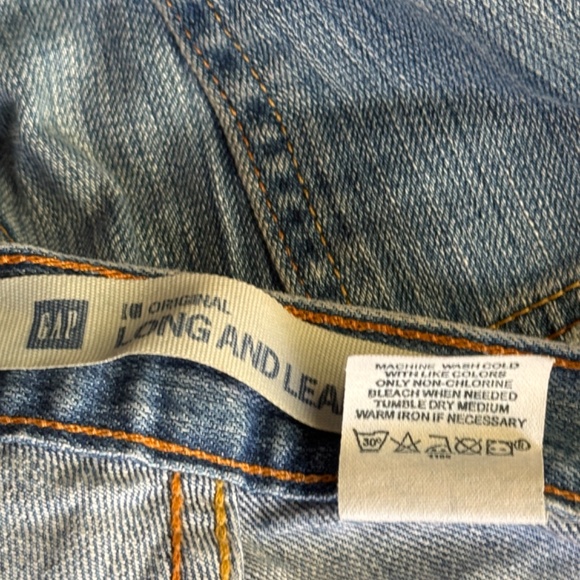 GAP
ORIGINAL
LONG AND LEA
MACHINE WASH COLD
WITH LIKE COLORS
ONLY NON-CHLORINE
BLEACH WHEN NEEDED
TUMBLE DRY MEDIUM
WARM IRON IF NECESSARY
30°